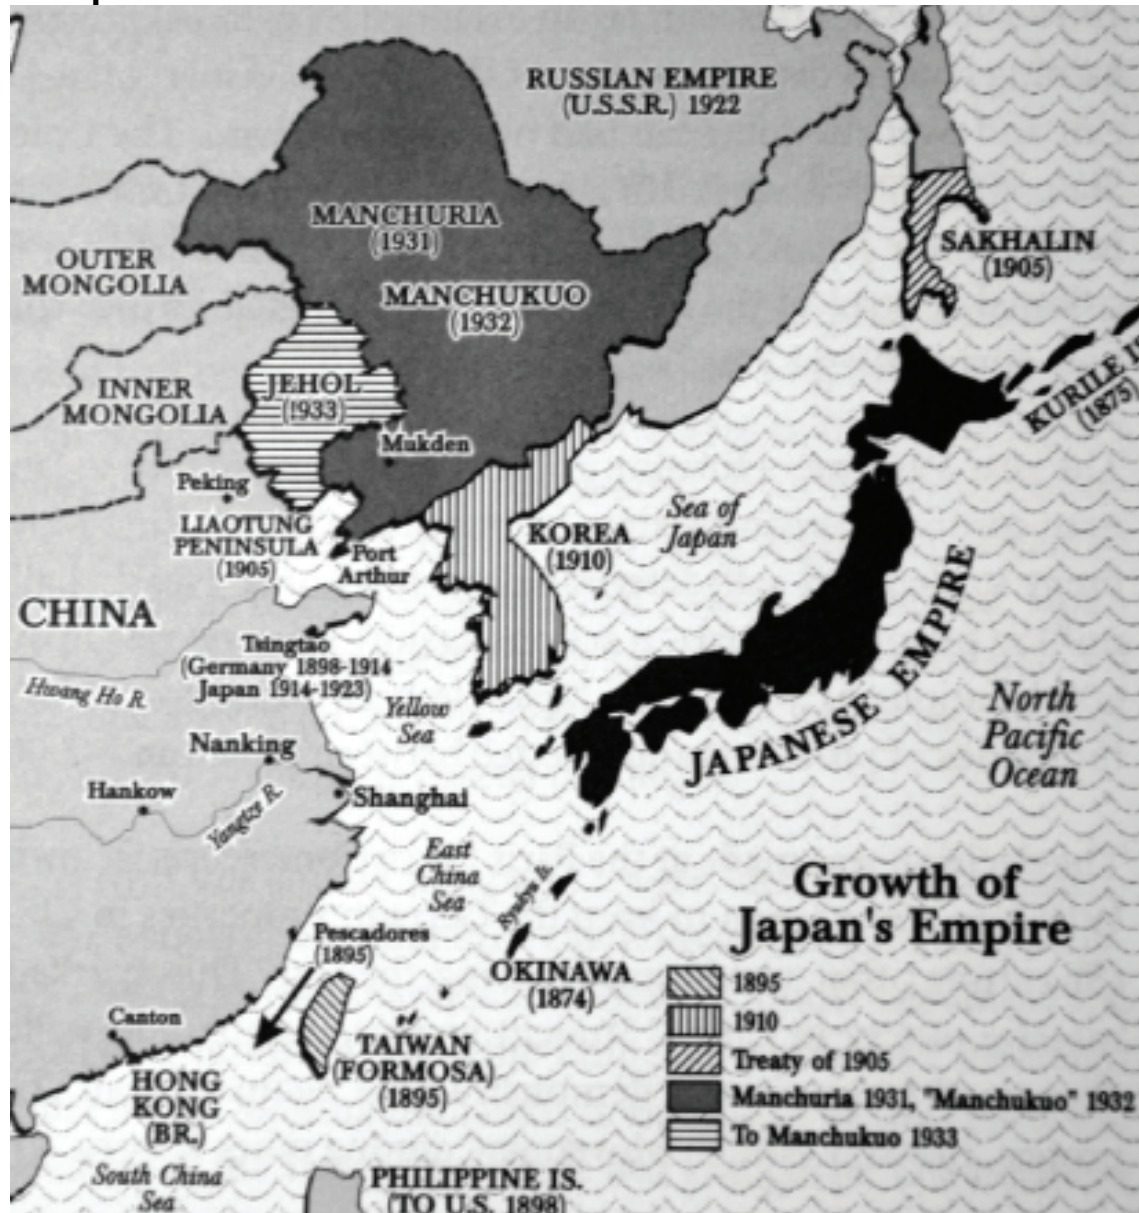 RUSSIAN EMPIRE
(U.S.S.R.) 1922
MANCHURIA
(1931)
SAKHALIN
(1905)
OUTER
MONGOLIA
MANCHUKUO
(1932)
KURILE
(1875)
INNER
MONGOLIA
JEHOL
(!933)
Mukden
Peking
LIAOTUNG
PENINSULA
(1905)
Port
Arthur
KOREA
(1910)
Sea of
Japan
CHINA
Tsingtao
(Germany 1898-1914
Japan 1914-1923)
Hwang Ho R.
Yellow
Sea
JAPANESE EMPIRE
North
Pacific
Ocean
Nanking
Hankow
Yangtze R.
Shanghai
East
China
Sea
Ryukyu
Pescadores
(1895)
OKINAWA
(1874)
Canton
TAIWAN
(FORMOSA)
(1895)
HONG
KONG
(BR.)
South China
Sea
PHILIPPINE IS.
(TO U.S. 1898)
Growth of
Japan's Empire
1895
1910
Treaty of 1905
Manchuria 1931, "Manchukuo" 1932
To Manchukuo 1933